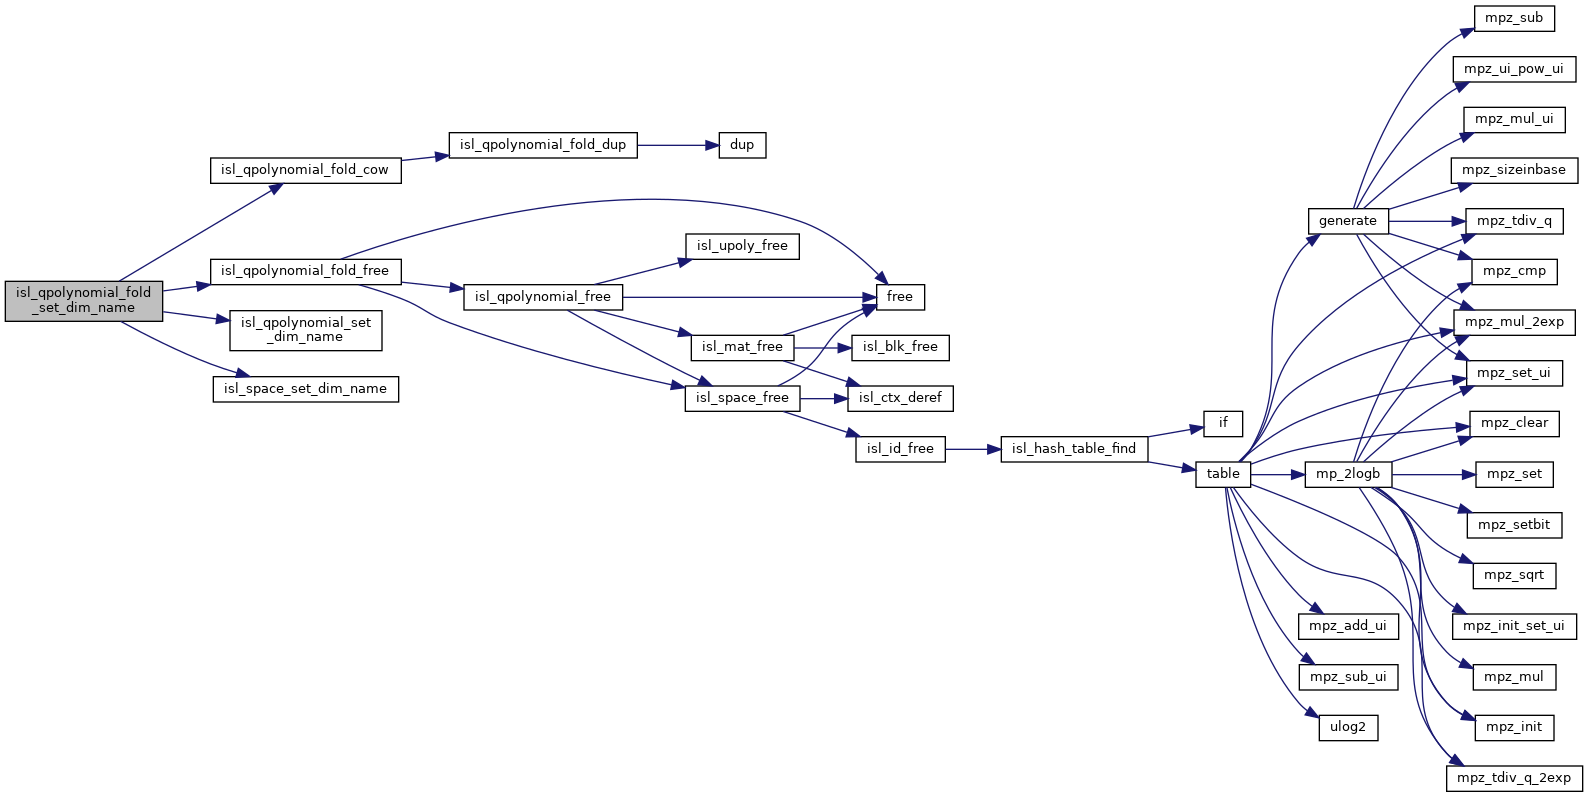 isl_qpolynomial_fold
_set_dim_name
isl_qpolynomial_fold_cow
isl_qpolynomial_fold_dup
dup
isl_qpolynomial_fold_free
isl_qpolynomial_set
_dim_name
isl_space_set_dim_name
isl_qpolynomial_free
isl_upoly_free
free
isl_mat_free
isl_blk_free
isl_space_free
isl_ctx_deref
isl_id_free
isl_hash_table_find
if
table
generate
mp_2logb
mpz_add_ui
mpz_sub_ui
ulog2
mpz_sub
mpz_ui_pow_ui
mpz_mul_ui
mpz_sizeinbase
mpz_tdiv_q
mpz_cmp
mpz_mul_2exp
mpz_set_ui
mpz_clear
mpz_set
mpz_setbit
mpz_sqrt
mpz_init_set_ui
mpz_mul
mpz_init
mpz_tdiv_q_2exp